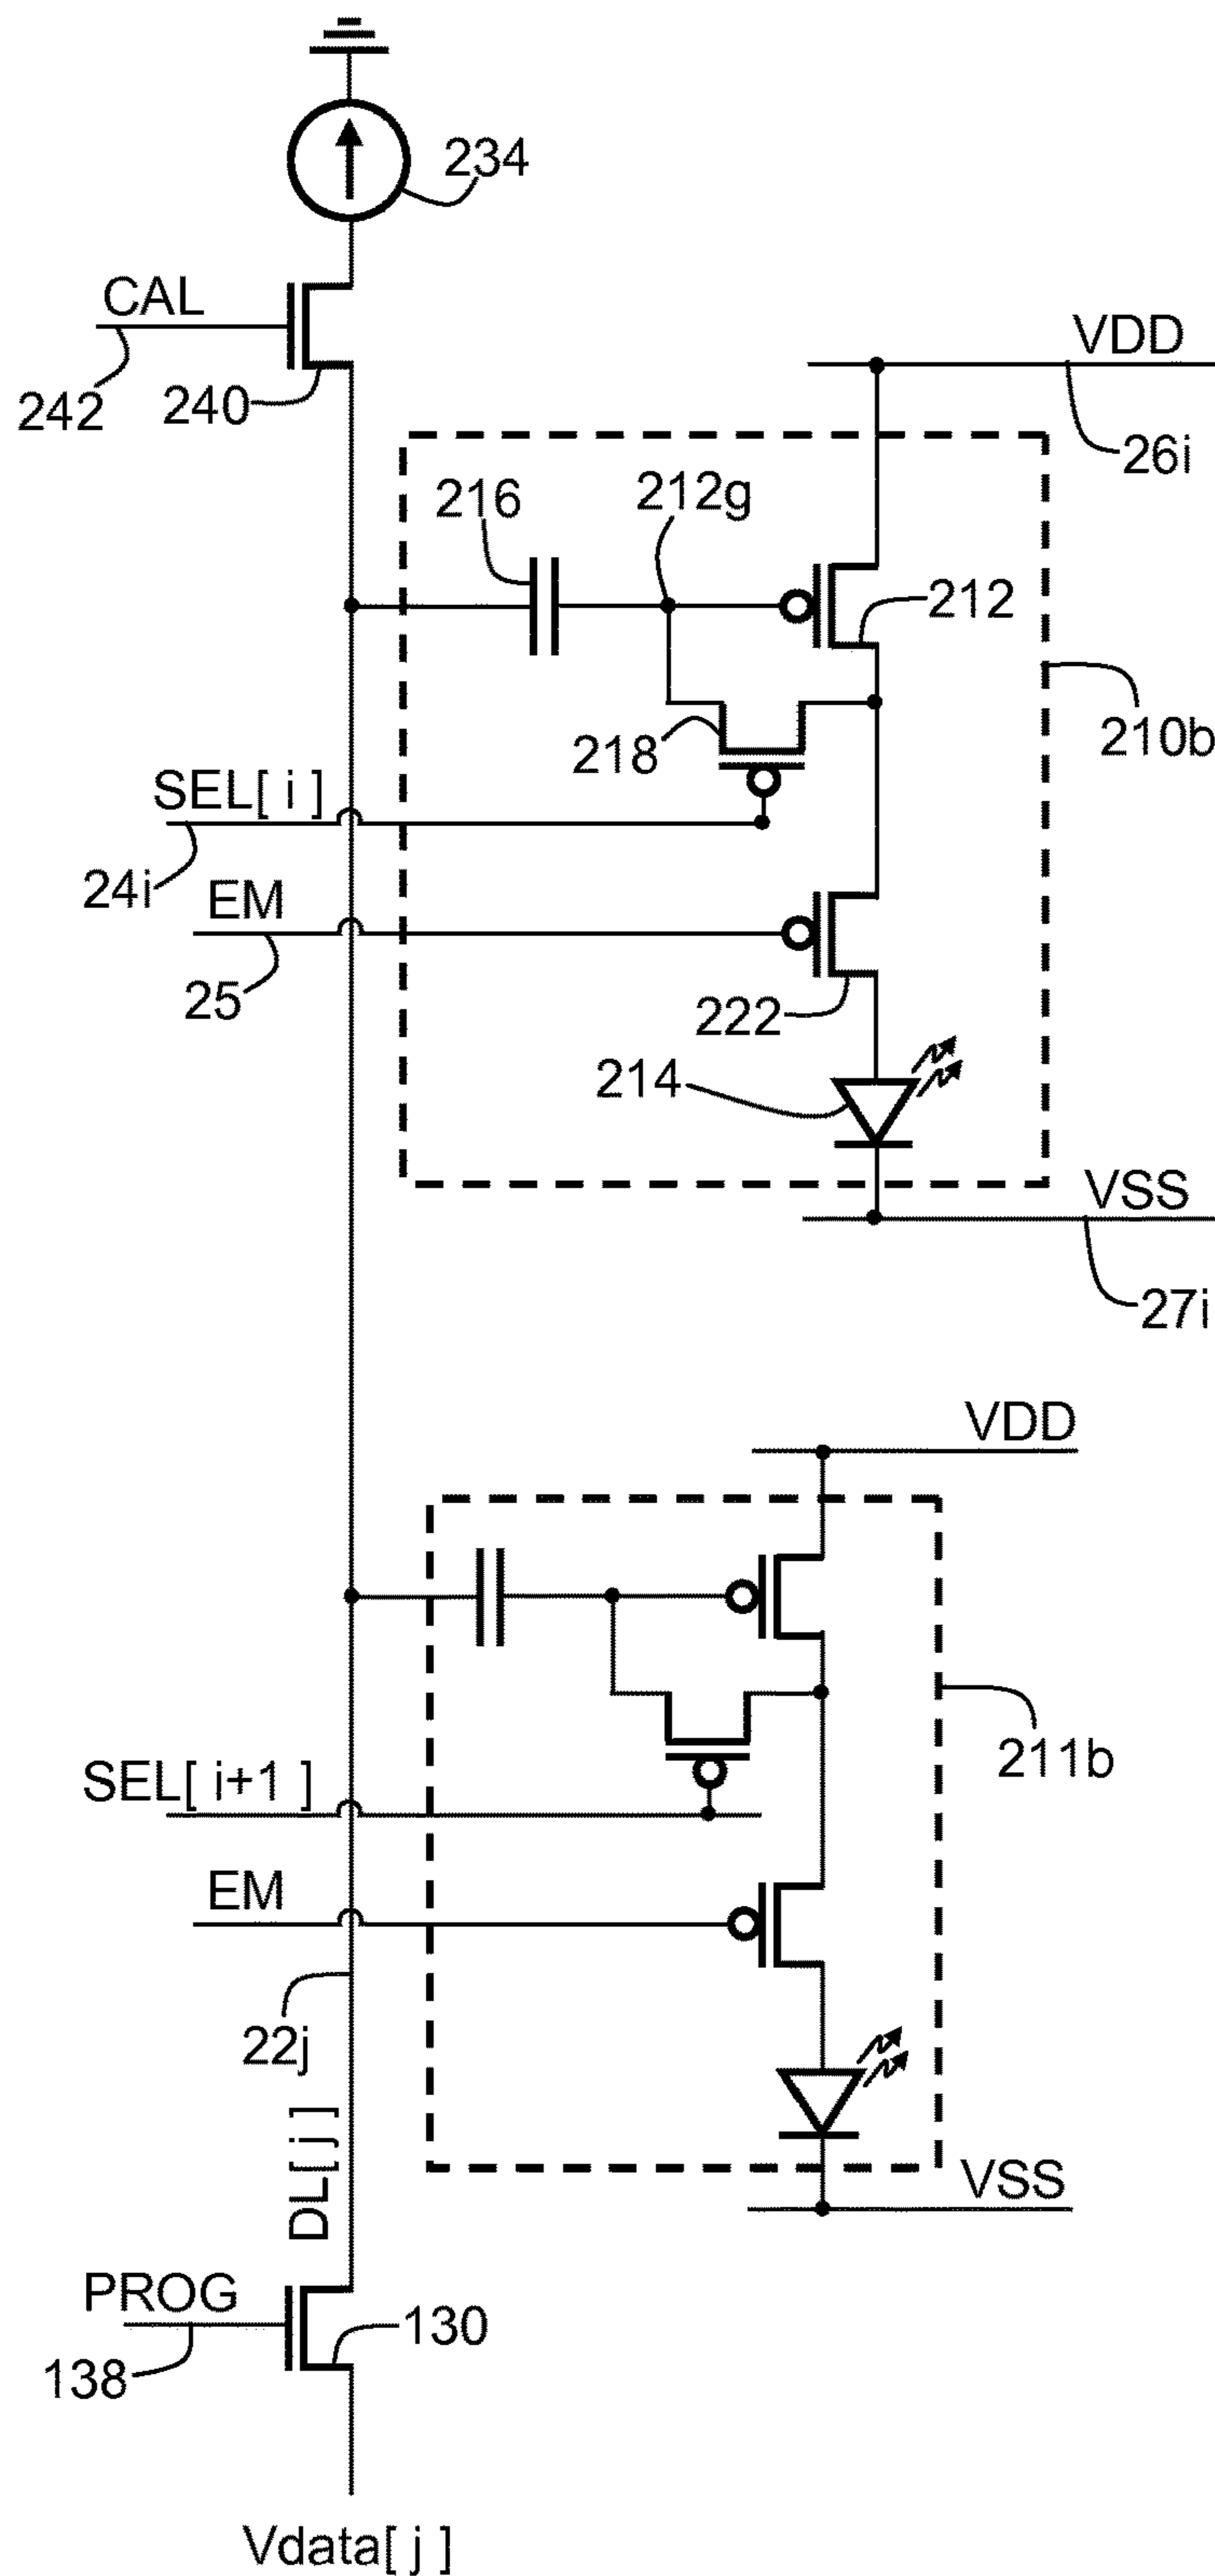 234
CAL
242
240
VDD
26i
216
212g
212
210b
218
SEL[ i ]
24i
EM
25
222
214
VSS
27i
VDD
SEL[ i+1 ]
211b
EM
22j
DL[ j ]
VSS
PROG
138
130
Vdata[ j ]